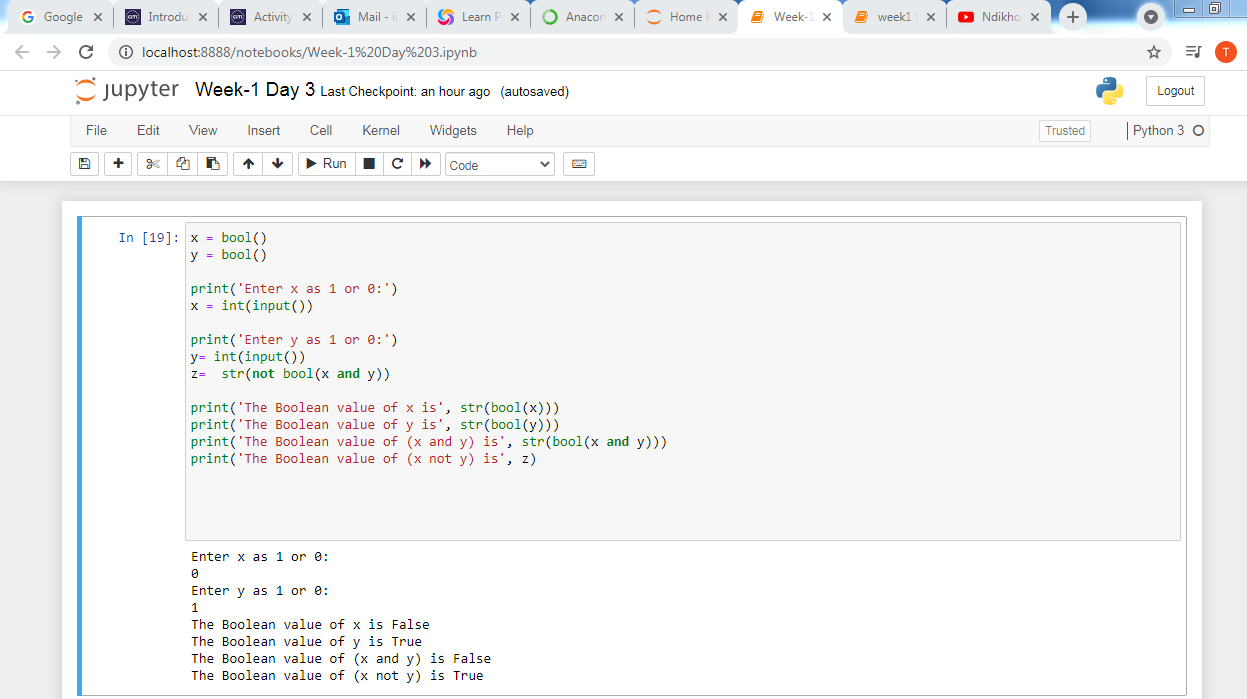 Google
Introdu
Activity
Mail -
Learn P
Anacon
Home
Week-
week1
Ndikho
localhost:8888/notebooks/Week-1%20Day%203.ipynb
T
jupyter Week-1 Day 3 Last Checkpoint: an hour ago (autosaved)
Logout
File Edit View Insert Cell Kernel Widgets Help
Trusted Python 3
Run Code
In [19]: x = bool()
y = bool()
print('Enter x as 1 or 0:')
x = int(input())
print('Enter y as 1 or 0:')
y= int(input())
z=  str(not bool(x and y))
print('The Boolean value of x is', str(bool(x)))
print('The Boolean value of y is', str(bool(y)))
print('The Boolean value of (x and y) is', str(bool(x and y)))
print('The Boolean value of (x not y) is', z)
Enter x as 1 or 0:
0
Enter y as 1 or 0:
1
The Boolean value of x is False
The Boolean value of y is True
The Boolean value of (x and y) is False
The Boolean value of (x not y) is True